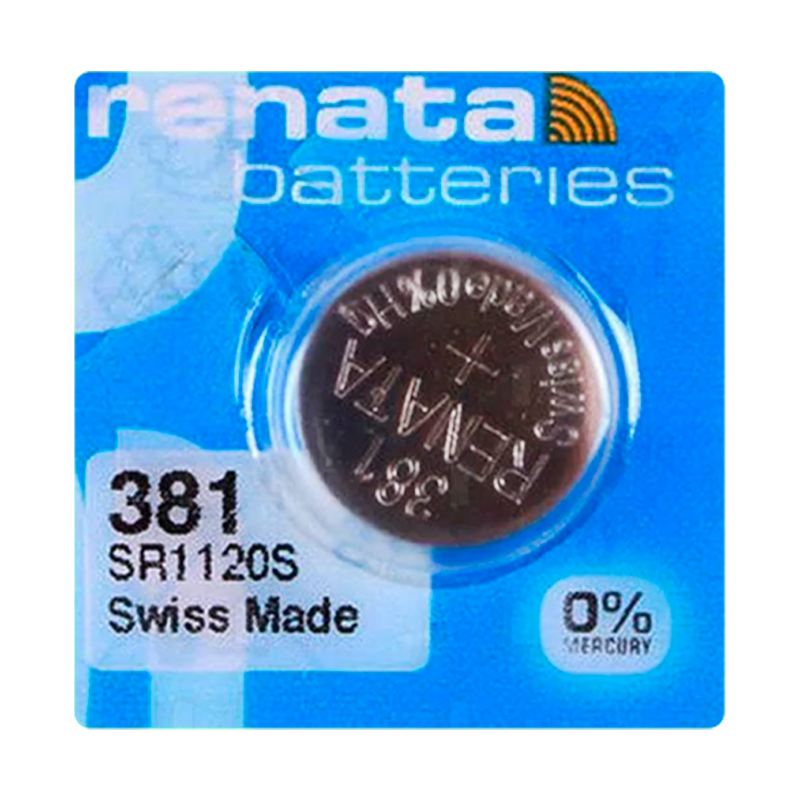 renata
batteries
Swiss Made 0% Hg
+
RENATA
381
381
SR1120S
Swiss Made
0%
MERCURY